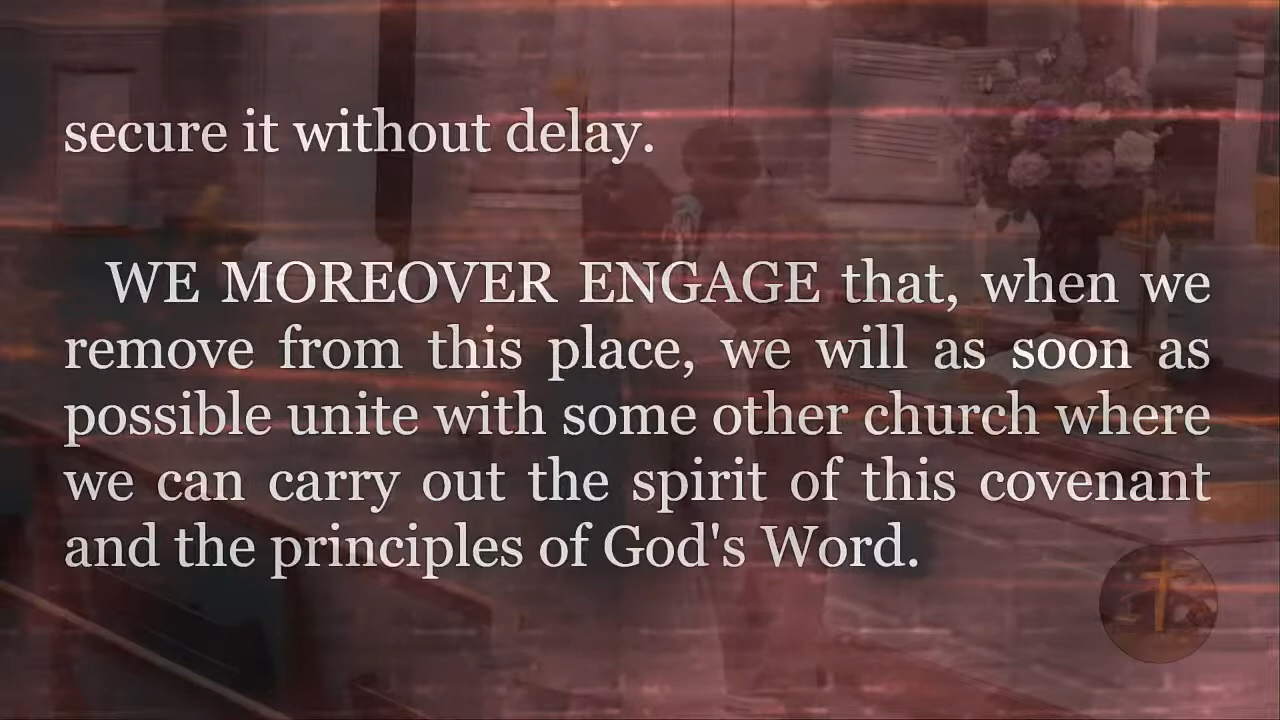 secure it without delay.
WE MOREOVER ENGAGE that, when we
remove from this place, we will as soon as
possible unite with some other church where
we can carry out the spirit of this covenant
and the principles of God's Word.